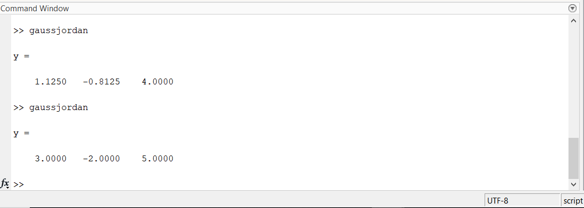 Command Window
>> gaussjordan
y =
1.1250 -0.8125 4.0000
>> gaussjordan
y =
3.0000 -2.0000 5.0000
fx >>
UTF-8 script